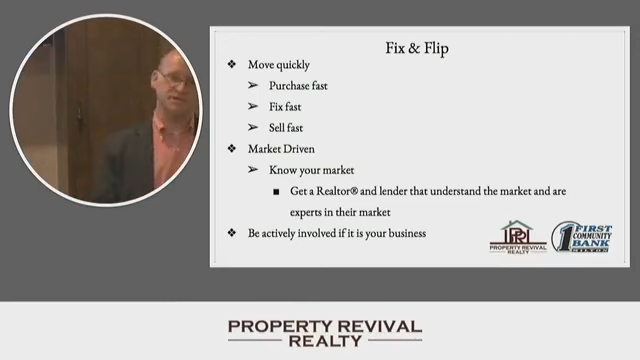 Fix & Flip
❖ Move quickly
➢ Purchase fast
➢ Fix fast
➢ Sell fast
❖ Market Driven
➢ Know your market
■ Get a Realtor® and lender that understand the market and are
experts in their market
❖ Be actively involved if it is your business
PR
PROPERTY REVIVAL
REALTY
1 FIRST
COMMUNITY
BANK
PROPERTY REVIVAL
REALTY